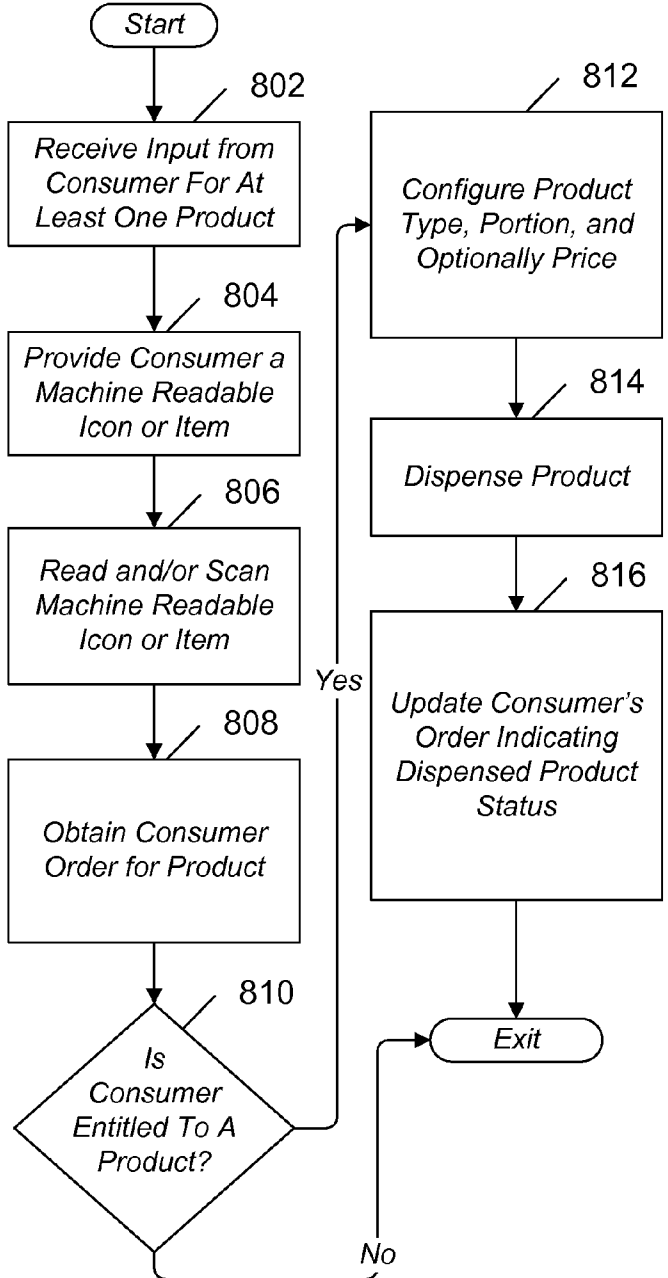 Start
802
Receive Input from
Consumer For At
Least One Product
804
Provide Consumer a
Machine Readable
Icon or Item
806
Read and/or Scan
Machine Readable
Icon or Item
808
Obtain Consumer
Order for Product
810
Is
Consumer
Entitled To A
Product?
Yes
No
812
Configure Product
Type, Portion, and
Optionally Price
814
Dispense Product
816
Update Consumer's
Order Indicating
Dispensed Product
Status
Exit